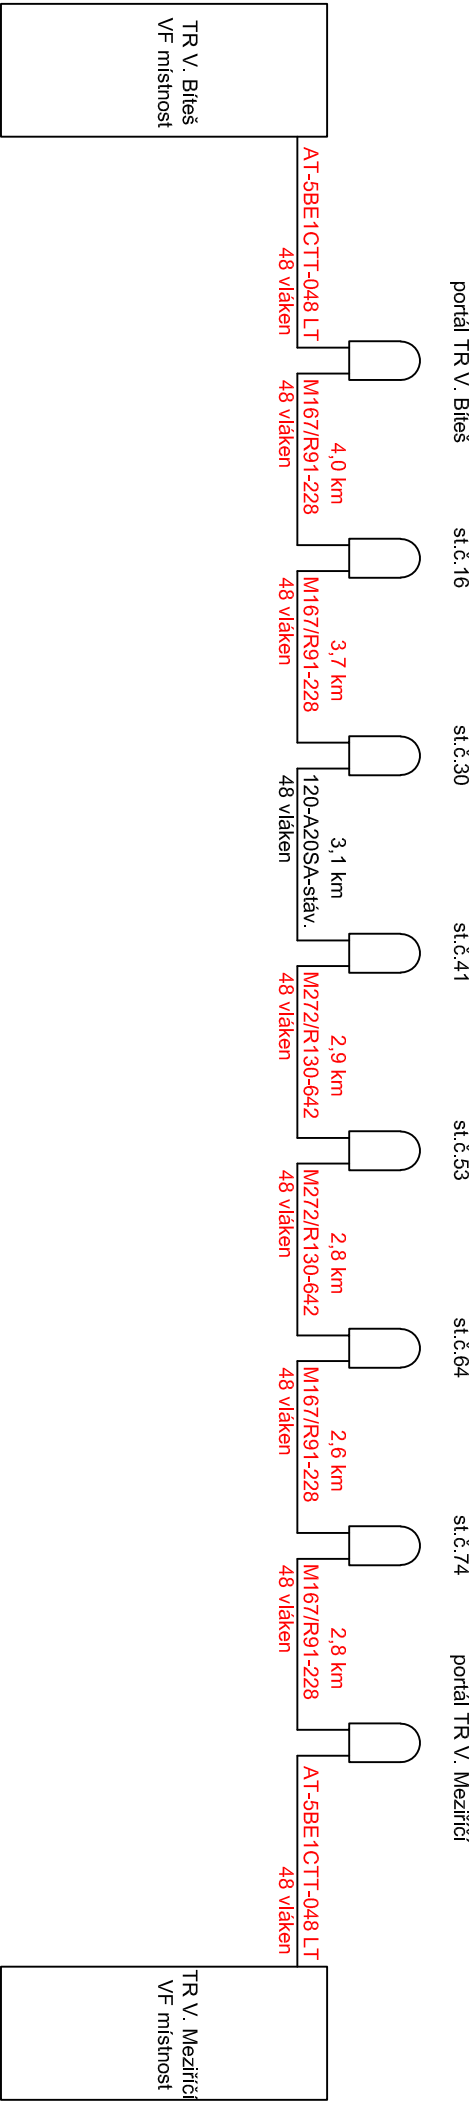 portál TR V. Bíteš
st.č.16
st.č.30
st.č.41
st.č.53
st.č.64
st.č.74
portál TR V. Meziříčí
TR V. Bíteš
VF místnost
AT-5BE1CTT-048 LT
48 vláken
4,0 km
M167/R91-228
48 vláken
3,7 km
M167/R91-228
48 vláken
3,1 km
120-A20SA-stáv.
48 vláken
2,9 km
M272/R130-642
48 vláken
2,8 km
M272/R130-642
48 vláken
2,6 km
M167/R91-228
48 vláken
2,8 km
M167/R91-228
48 vláken
AT-5BE1CTT-048 LT
48 vláken
TR V. Meziříčí
VF místnost